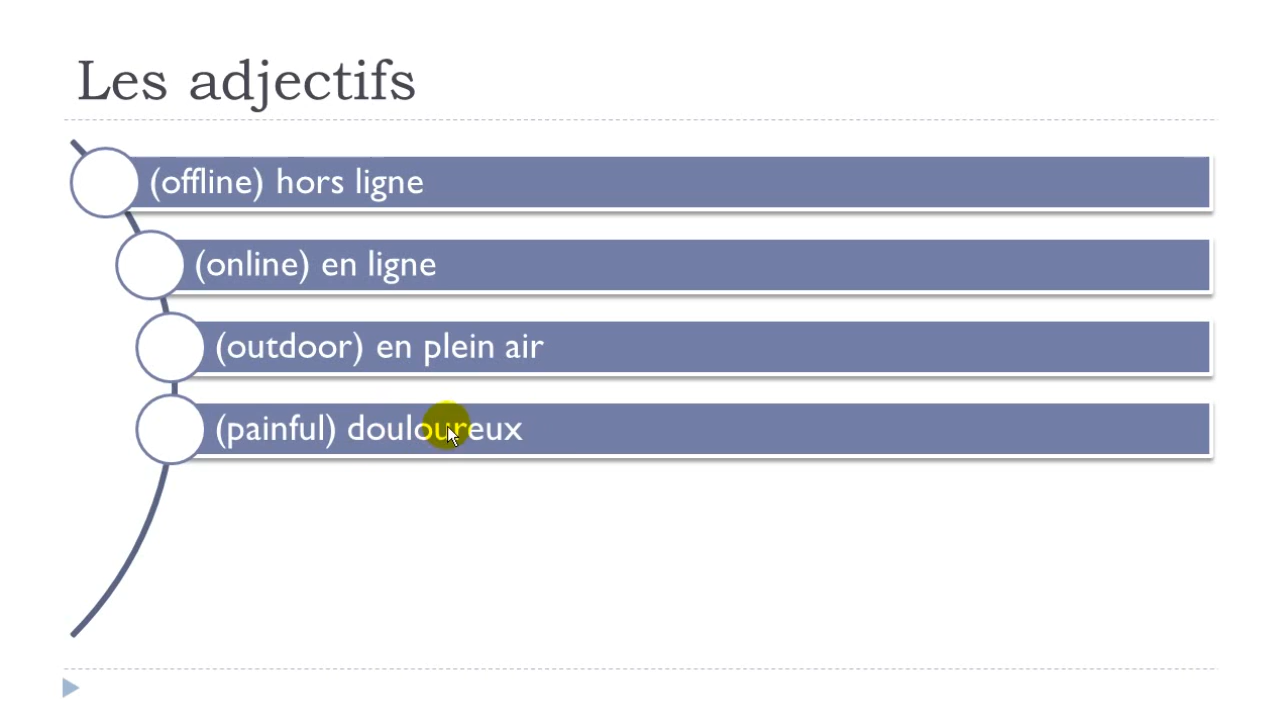 Les adjectifs
(offline) hors ligne
(online) en ligne
(outdoor) en plein air
(painful) douloureux